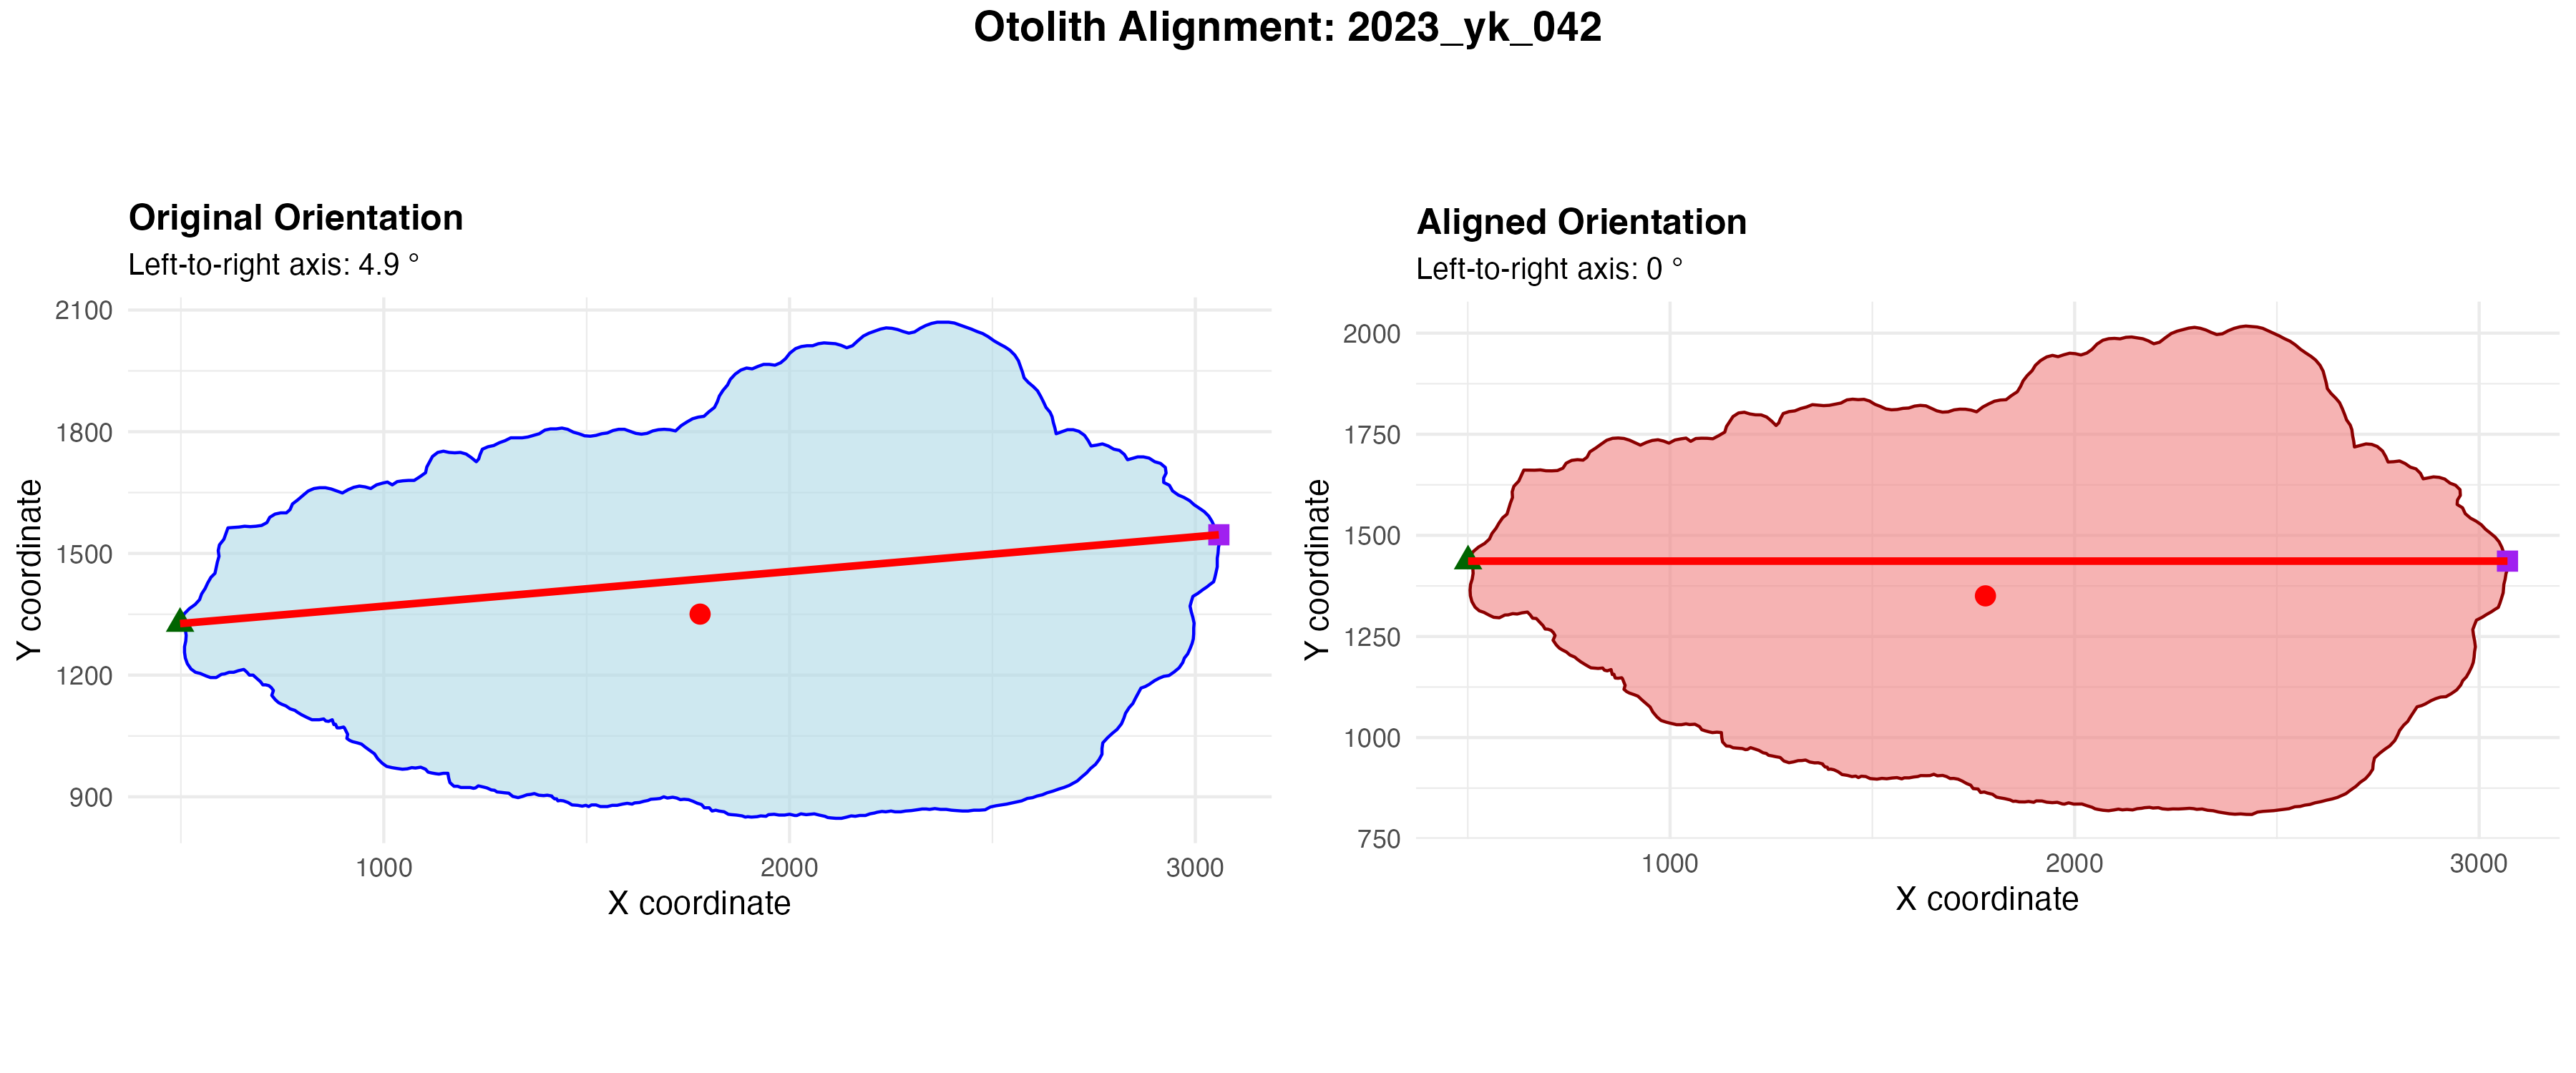 Otolith Alignment: 2023_yk_042
Original Orientation
Left-to-right axis: 4.9 °
2100
1800
1500
1200
900
Y coordinate
1000 2000 3000
X coordinate
Aligned Orientation
Left-to-right axis: 0 °
2000
1750
1500
1250
1000
750
Y coordinate
1000 2000 3000
X coordinate